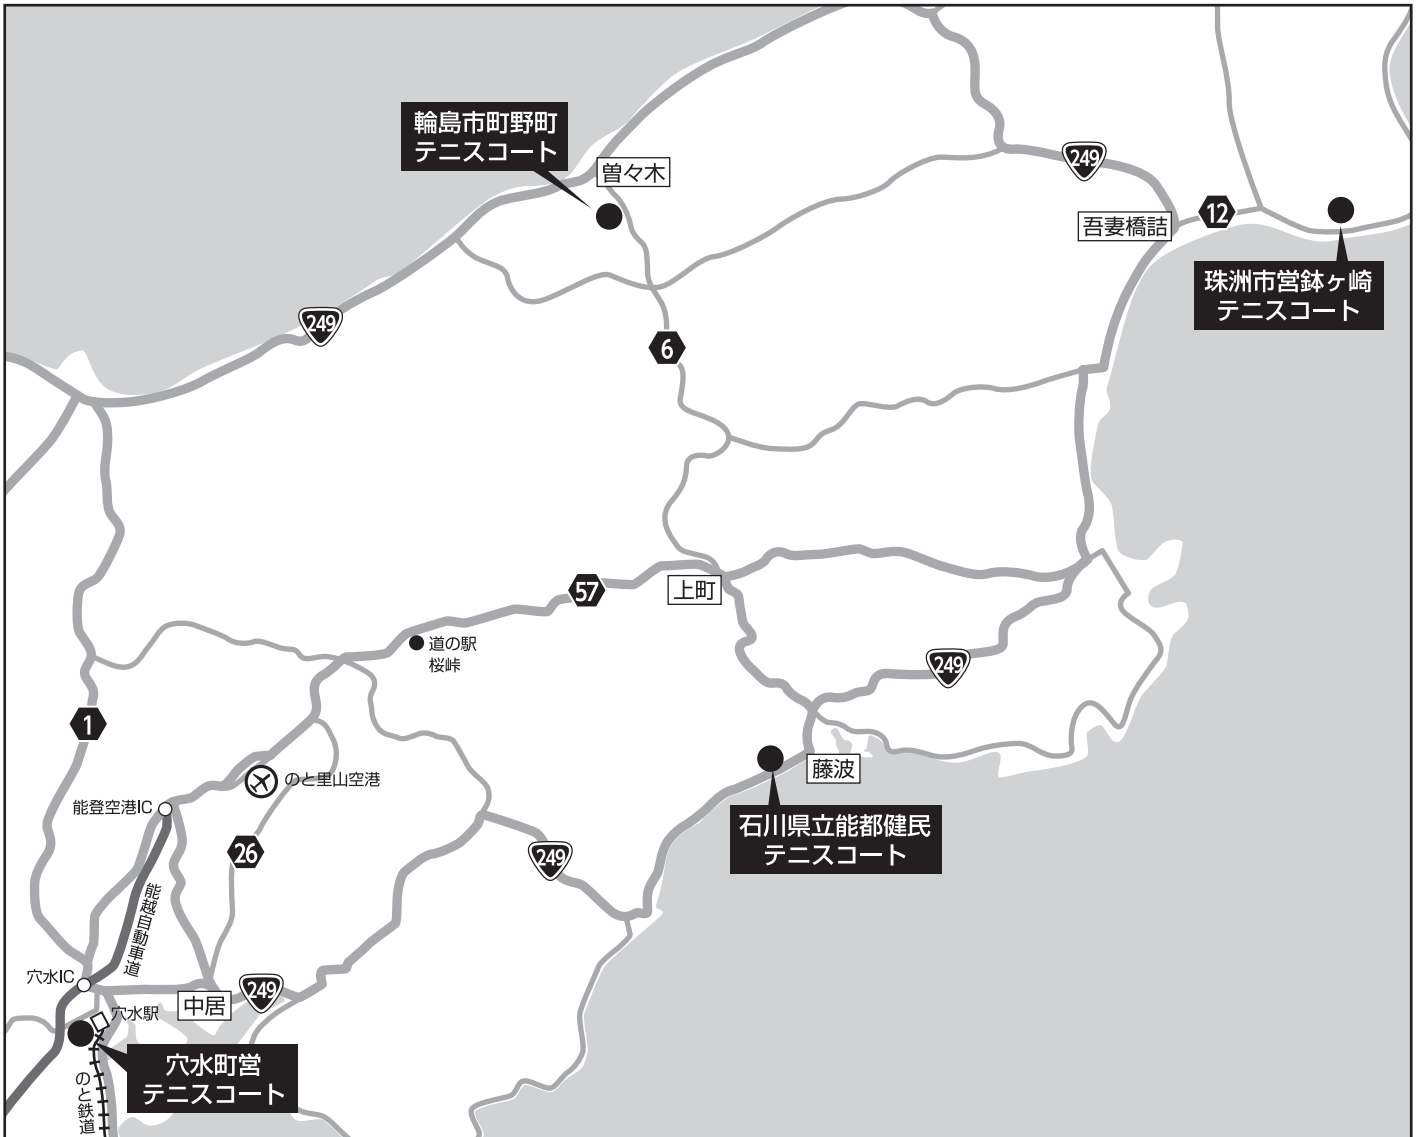 輪島市町野町
テニスコート
曽々木
249
吾妻橋詰
12
珠洲市営鉢ヶ崎
テニスコート
249
6
57
上町
道の駅
桜峠
249
1
のと里山空港
藤波
能登空港IC
石川県立能都健民
テニスコート
26
249
能越自動車道
穴水IC
249
中居
穴水駅
穴水町営
テニスコート
のと鉄道